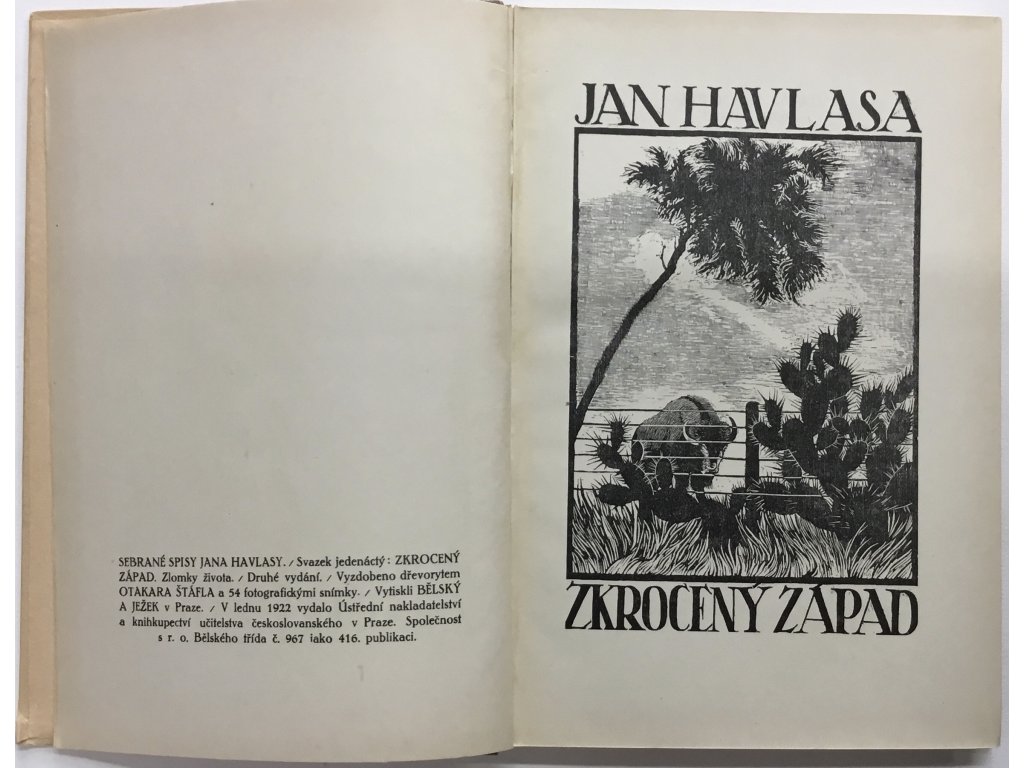 SEBRANÉ SPISY JANA HAVLASY. / Svazek jedenáctý: ZKROCENÝ
ZÁPAD. Zlomky života. / Druhé vydání. / Vyzdobeno dřevorytem
OTAKARA ŠTÁFLA a 54 fotografickými snímky. / Vytiskli BĚLSKÝ
A JEŽEK v Praze. / V lednu 1922 vydalo Ústřední nakladatelství
a knihkupectví učitelstva českoslovanského v Praze. Společnost
s r. o. Bělského třída č. 967 jako 416. publikaci.
JAN HAVLASA
ZKROCENÝ ZÁPAD